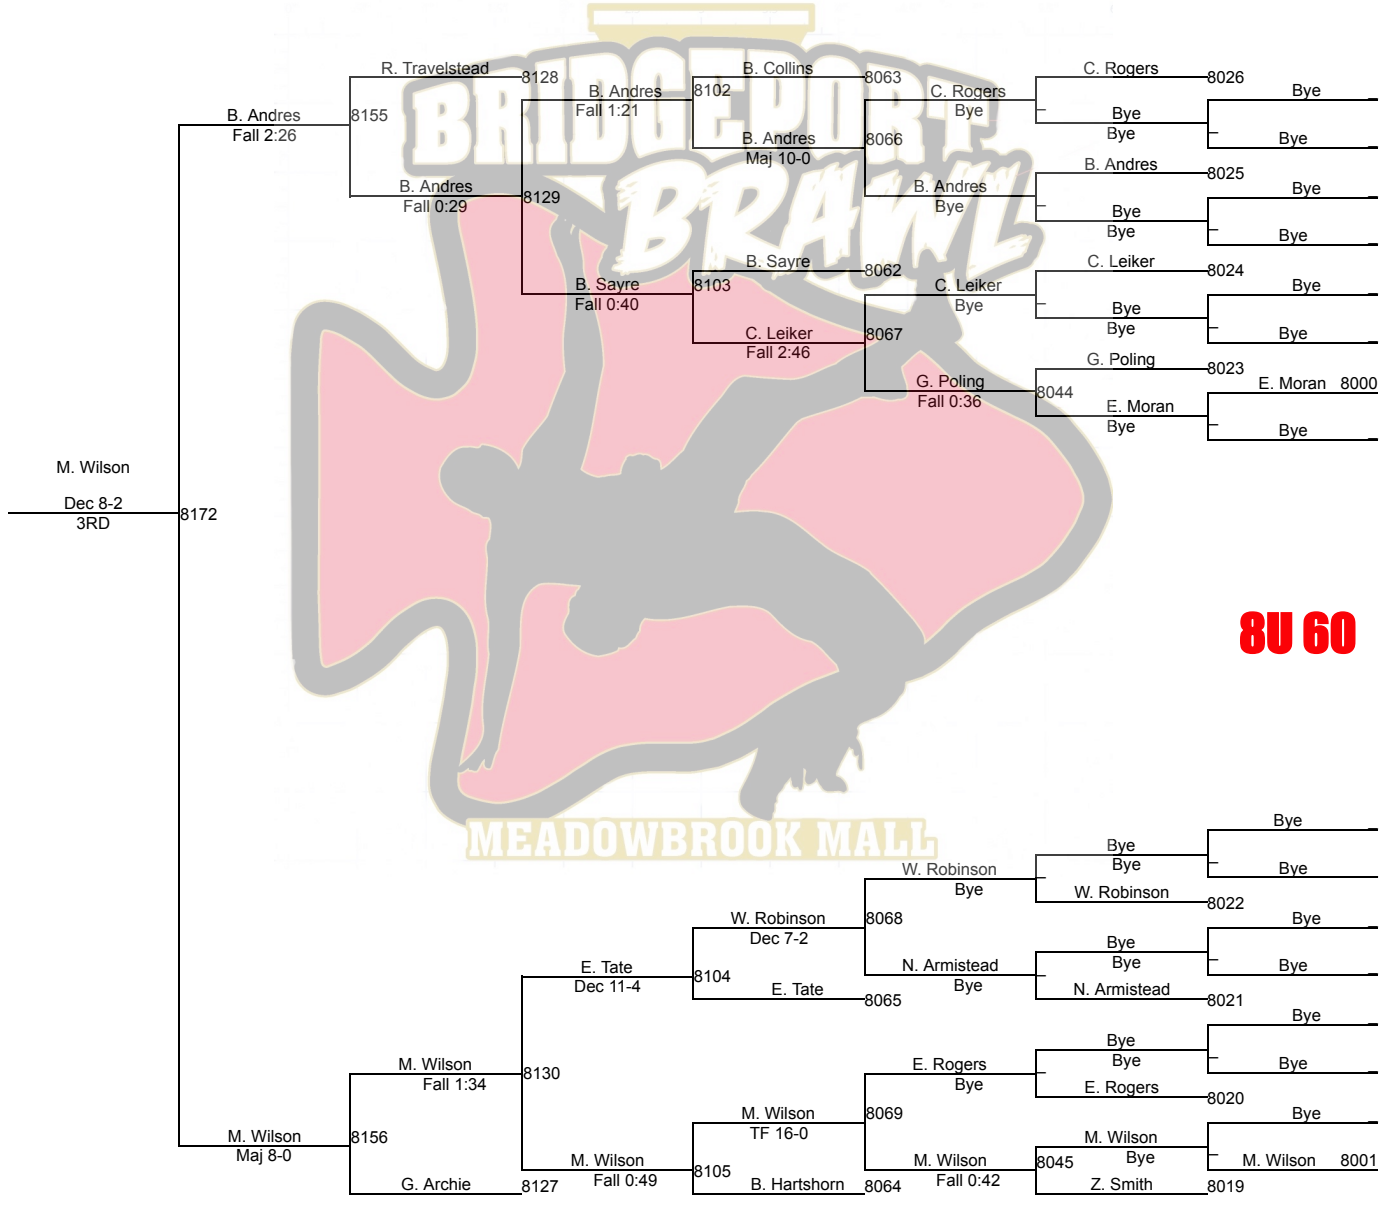 BRIDGEPORT
BRAWL
MEADOWBROOK MALL
8U 60
R. Travelstead
8128
B. Collins
8063
C. Rogers
8026
Bye
B. Andres
Fall 1:21
8102
C. Rogers
Bye
Bye
Bye
B. Andres
Fall 2:26
8155
B. Andres
Maj 10-0
8066
Bye
B. Andres
8025
B. Andres
Fall 0:29
8129
B. Andres
Bye
Bye
Bye
Bye
Bye
B. Sayre
8062
C. Leiker
8024
B. Sayre
Fall 0:40
8103
C. Leiker
Bye
Bye
Bye
Bye
C. Leiker
Fall 2:46
8067
Bye
G. Poling
8023
G. Poling
Fall 0:36
8044
E. Moran 8000
E. Moran
Bye
Bye
M. Wilson
Dec 8-2
3RD
8172
Bye
Bye
Bye
W. Robinson
Bye
Bye
W. Robinson
8022
W. Robinson
Dec 7-2
8068
Bye
Bye
Bye
E. Tate
Dec 11-4
8104
N. Armistead
Bye
Bye
E. Tate
8065
N. Armistead
8021
Bye
Bye
Bye
M. Wilson
Fall 1:34
8130
E. Rogers
Bye
Bye
E. Rogers
8020
M. Wilson
TF 16-0
8069
Bye
M. Wilson
Maj 8-0
8156
M. Wilson
Bye
M. Wilson
Fall 0:49
8105
M. Wilson
Fall 0:42
8045
M. Wilson 8001
G. Archie
8127
B. Hartshorn
8064
Z. Smith
8019